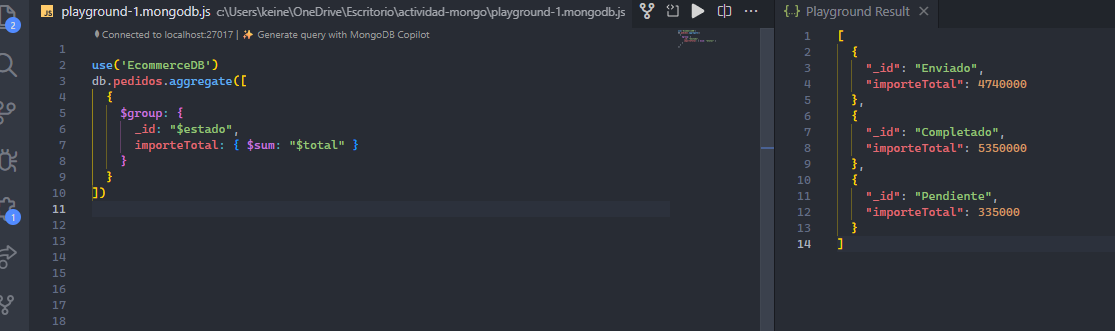 playground-1.mongodb.js c:\Users\keine\OneDrive\Escritorio\actividad-mongo\playground-1.mongodb.js
Connected to localhost:27017 | ✨ Generate query with MongoDB Copilot
1
2 use('EcommerceDB')
3 db.pedidos.aggregate([
4 {
5 $group: {
6 _id: "$estado",
7 importeTotal: { $sum: "$total" }
8 }
9 }
10 ])
11
12
13
14
15
16
17
18
2
1
JS
{..} Playground Result
1 [
2 {
3 "_id": "Enviado",
4 "importeTotal": 4740000
5 },
6 {
7 "_id": "Completado",
8 "importeTotal": 5350000
9 },
10 {
11 "_id": "Pendiente",
12 "importeTotal": 335000
13 }
14 ]